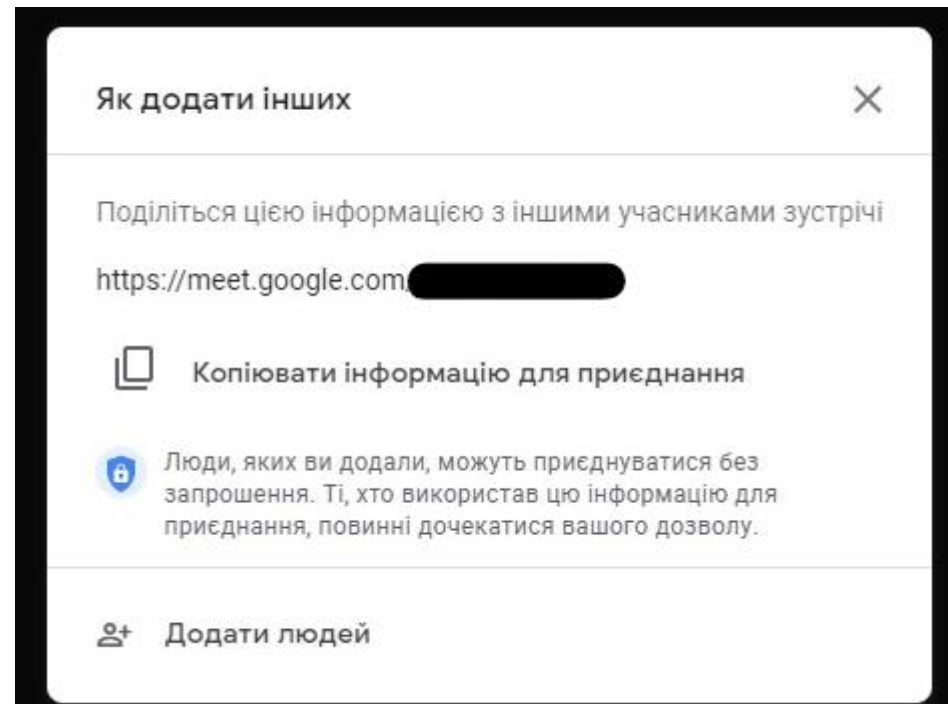 Як додати інших
Поділіться цією інформацією з іншими учасниками зустрічі
https://meet.google.com/
Копіювати інформацію для приєднання
Люди, яких ви додали, можуть приєднуватися без
запрошення. Ті, хто використав цю інформацію для
приєднання, повинні дочекатися вашого дозволу.
Додати людей